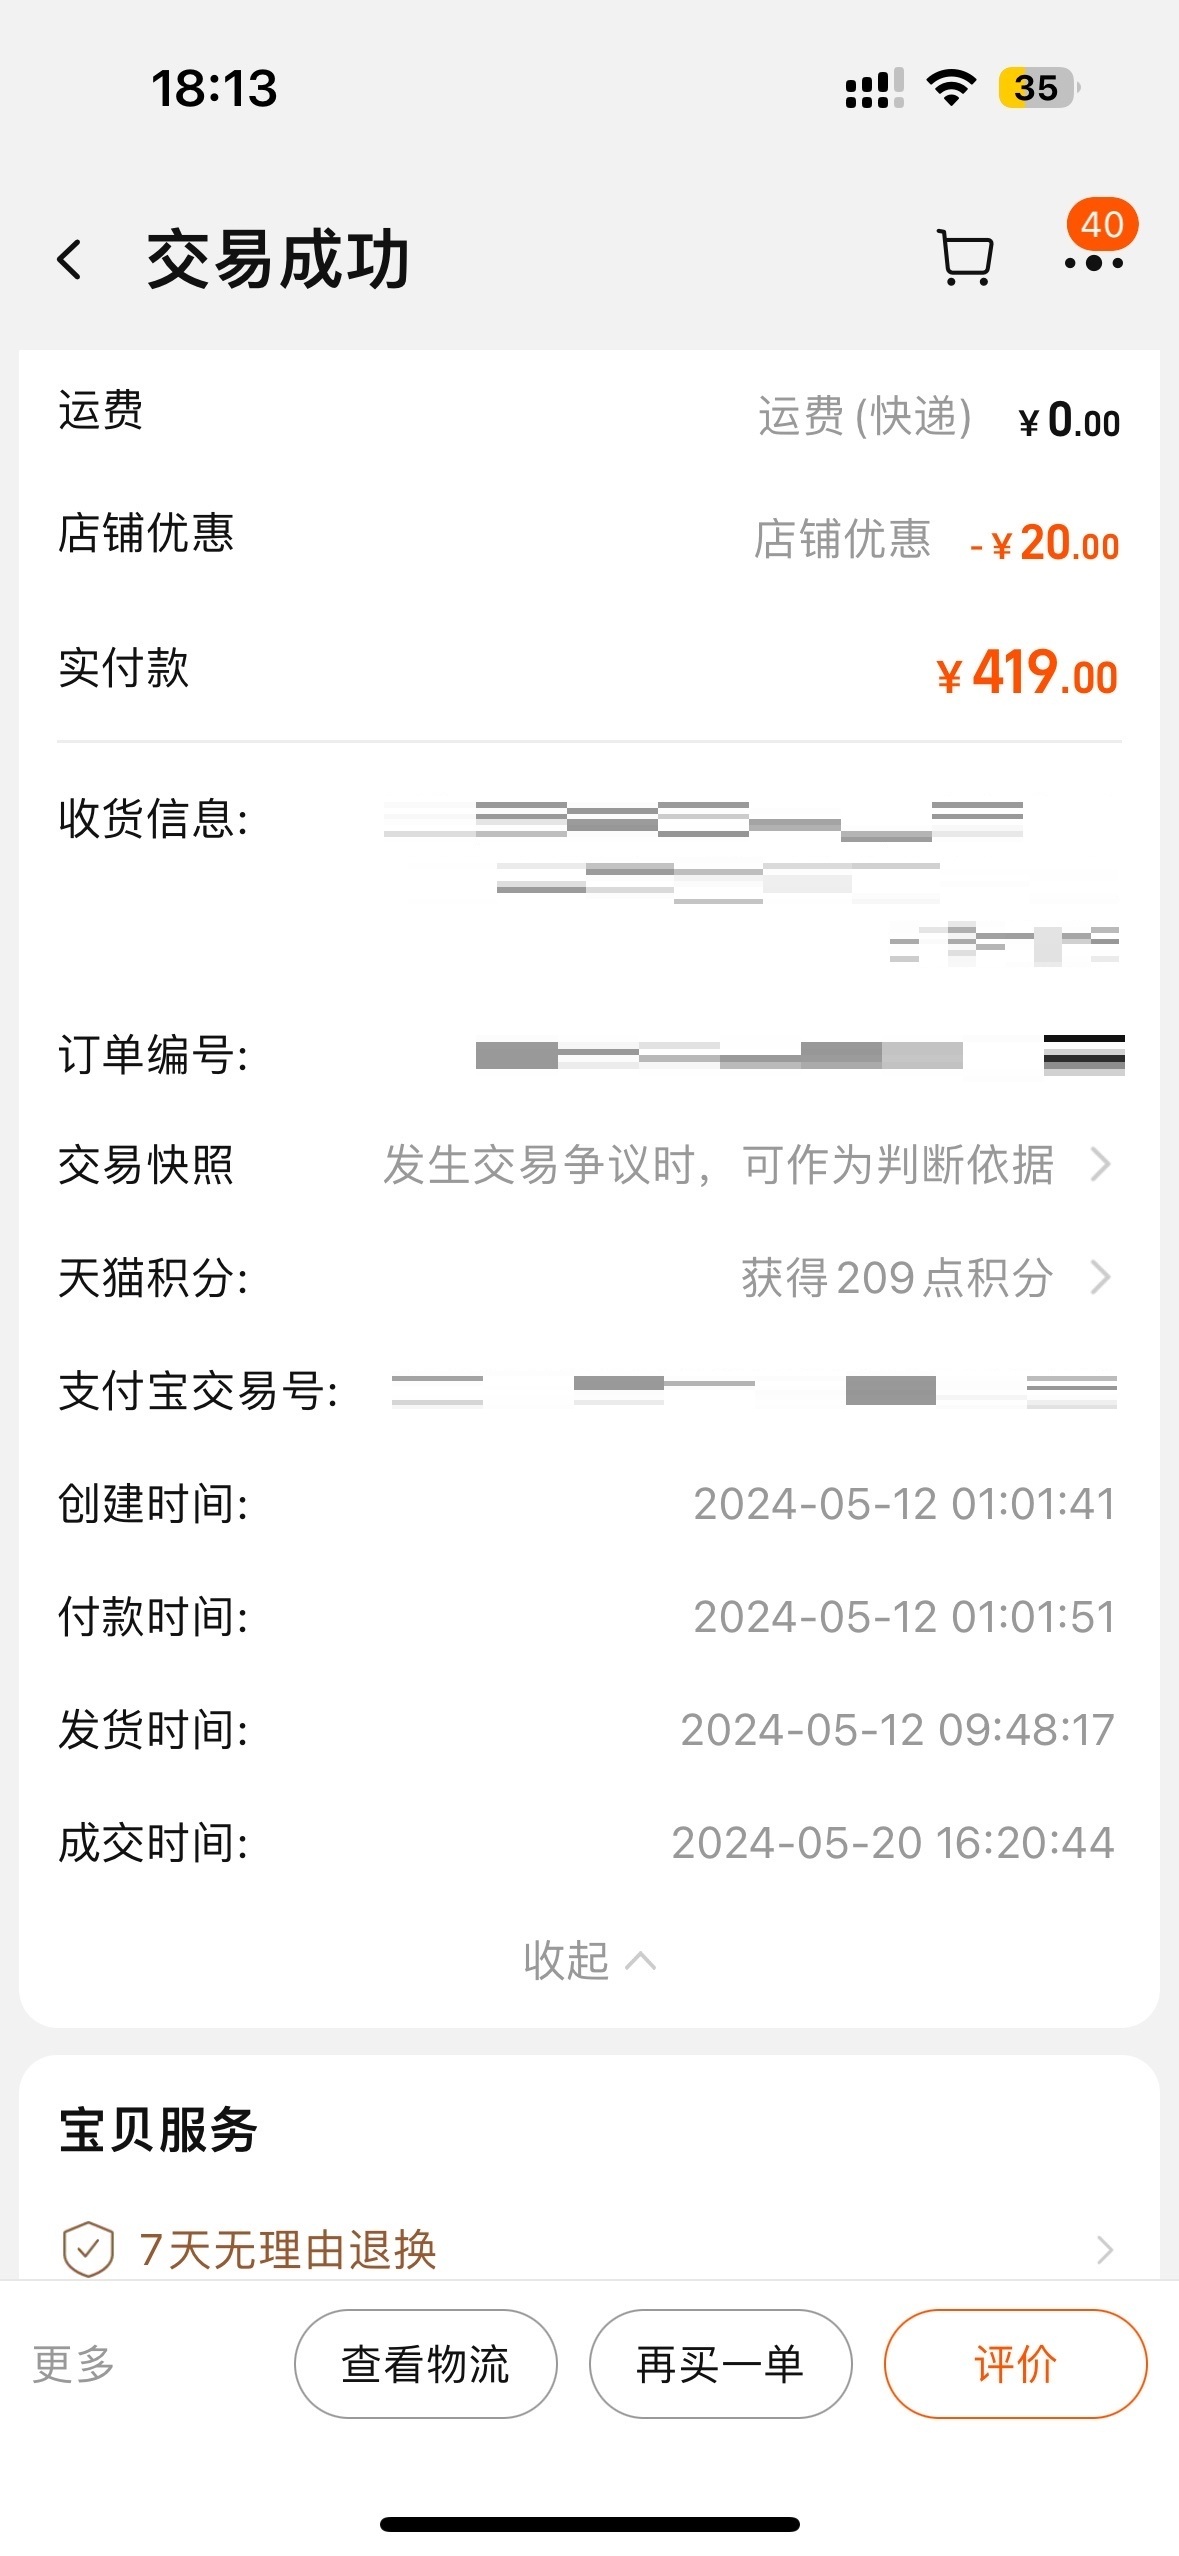 18:13
35
交易成功
40
运费 运费(快递) ¥0.00
店铺优惠 店铺优惠 -¥20.00
实付款 ¥419.00
收货信息:
订单编号:
交易快照 发生交易争议时，可作为判断依据
天猫积分: 获得209点积分
支付宝交易号:
创建时间: 2024-05-12 01:01:41
付款时间: 2024-05-12 01:01:51
发货时间: 2024-05-12 09:48:17
成交时间: 2024-05-20 16:20:44
收起
宝贝服务
7天无理由退换
更多 查看物流 再买一单 评价